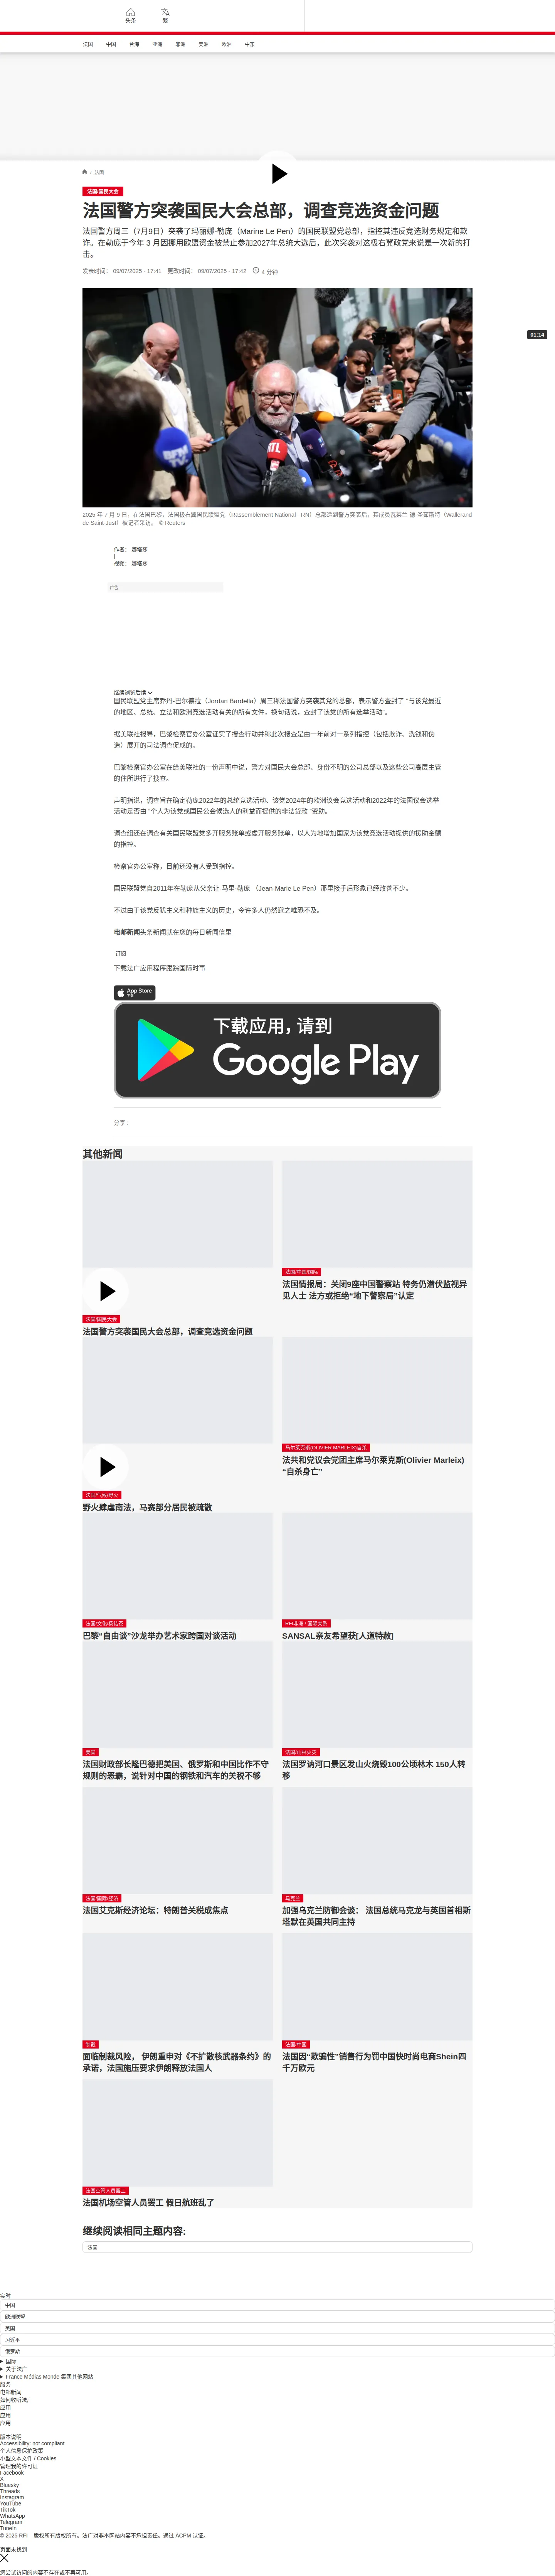 头条
繁
法国
中国
台海
亚洲
非洲
美洲
欧洲
中东
/ 法国
法国/国民大会
法国警方突袭国民大会总部，调查竞选资金问题
法国警方周三（7月9日）突袭了玛丽娜-勒庞（Marine Le Pen）的国民联盟党总部，指控其违反竞选财务规定和欺
诈。在勒庞于今年 3 月因挪用欧盟资金被禁止参加2027年总统大选后，此次突袭对这极右翼政党来说是一次新的打
击。
发表时间： 09/07/2025 - 17:41 更改时间： 09/07/2025 - 17:42 4 分钟
01:14
2025 年 7 月 9 日，在法国巴黎，法国极右翼国民联盟党（Rassemblement National - RN）总部遭到警方突袭后，其成员瓦莱兰-德-圣茹斯特（Wallerand
de Saint-Just）被记者采访。 © Reuters
作者： 娜塔莎
|
视频： 娜塔莎
广告
继续浏览后续
国民联盟党主席乔丹-巴尔德拉（Jordan Bardella）周三称法国警方突袭其党的总部，表示警方查封了 "与该党最近
的地区、总统、立法和欧洲竞选活动有关的所有文件，换句话说，查封了该党的所有选举活动"。
据美联社报导，巴黎检察官办公室证实了搜查行动并称此次搜查是由一年前对一系列指控（包括欺诈、洗钱和伪
造）展开的司法调查促成的。
巴黎检察官办公室在给美联社的一份声明中说，警方对国民大会总部、身份不明的公司总部以及这些公司高层主管
的住所进行了搜查。
声明指说，调查旨在确定勒庞2022年的总统竞选活动、该党2024年的欧洲议会竞选活动和2022年的法国议会选举
活动是否由 "个人为该党或国民公会候选人的利益而提供的非法贷款 "资助。
调查组还在调查有关国民联盟党多开服务账单或虚开服务账单，以人为地增加国家为该党竞选活动提供的援助金额
的指控。
检察官办公室称，目前还没有人受到指控。
国民联盟党自2011年在勒庞从父亲让-马里·勒庞 （Jean-Marie Le Pen）那里接手后形象已经改善不少。
不过由于该党反犹主义和种族主义的历史，令许多人仍然避之唯恐不及。
电邮新闻头条新闻就在您的每日新闻信里
订阅
下载法广应用程序跟踪国际时事
App Store
下载
下载应用，请到
Google Play
分享 :
其他新闻
法国/国民大会
法国警方突袭国民大会总部，调查竞选资金问题
法国/中国/国际
法国情报局：关闭9座中国警察站 特务仍潜伏监视异
见人士 法方或拒绝“地下警察局”认定
法国/气候/野火
野火肆虐南法，马赛部分居民被疏散
马尔莱克斯(OLIVIER MARLEIX)自杀
法共和党议会党团主席马尔莱克斯(Olivier Marleix)
“自杀身亡”
法国/文化/杨话苍
巴黎“自由谈”沙龙举办艺术家跨国对谈活动
RFI非洲 / 国际关系
SANSAL亲友希望获[人道特赦]
美国
法国财政部长隆巴德把美国、俄罗斯和中国比作不守
规则的恶霸，说针对中国的钢铁和汽车的关税不够
法国/山林火灾
法国罗讷河口景区发山火烧毁100公顷林木 150人转
移
法国/国际/经济
法国艾克斯经济论坛：特朗普关税成焦点
乌克兰
加强乌克兰防御会谈： 法国总统马克龙与英国首相斯
塔默在英国共同主持
制裁
面临制裁风险， 伊朗重申对《不扩散核武器条约》的
承诺，法国施压要求伊朗释放法国人
法国/中国
法国因“欺骗性”销售行为罚中国快时尚电商Shein四
千万欧元
法国空管人员罢工
法国机场空管人员罢工 假日航班乱了
继续阅读相同主题内容:
法国
实时
中国
欧洲联盟
美国
习近平
俄罗斯
国际
关于法广
France Médias Monde 集团其他网站
服务
电邮新闻
如何收听法广
应用
应用
应用
版本说明
Accessibility: not compliant
个人信息保护政策
小型文本文件 / Cookies
管理我的许可证
Facebook
X
Bluesky
Threads
Instagram
YouTube
TikTok
WhatsApp
Telegram
TuneIn
© 2025 RFI – 版权所有版权所有。法广对非本网站内容不承担责任。通过 ACPM 认证。
页面未找到
您尝试访问的内容不存在或不再可用。